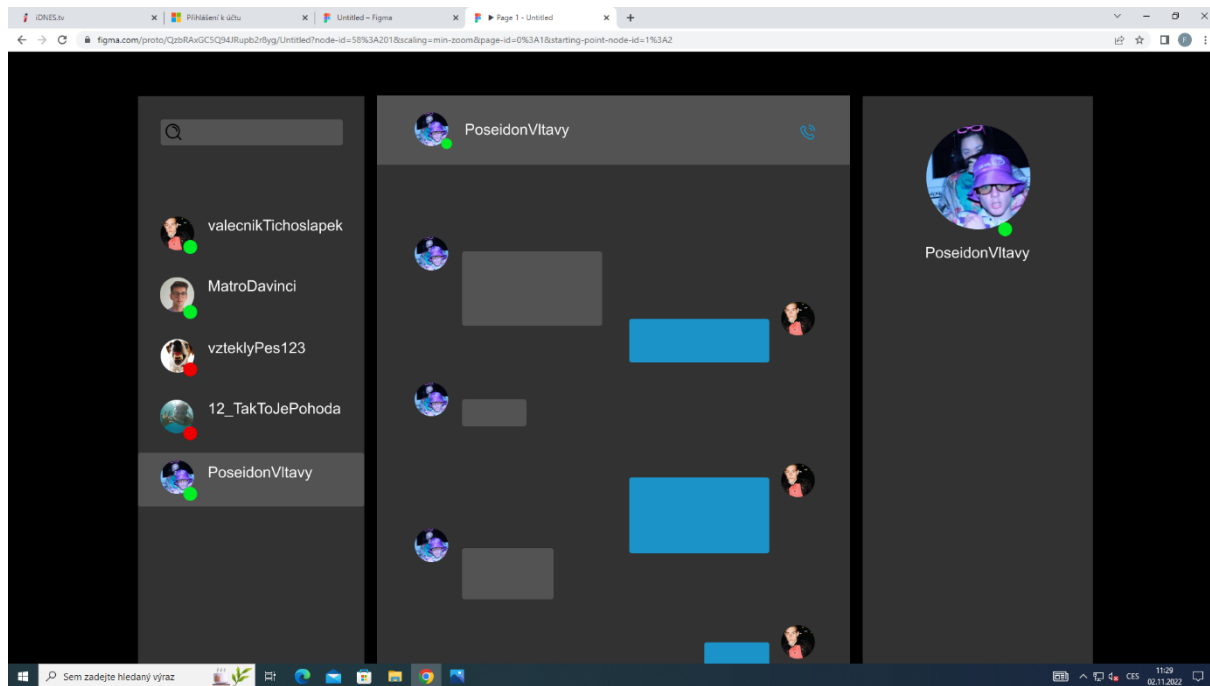 iDNES.tv
Přihlášení k účtu
Untitled – Figma
Page 1 - Untitled
figma.com/proto/QzbRAxGC5Q94JRupb2r8yg/Untitled?node-id=58%3A201&scaling=min-zoom&page-id=0%3A1&starting-point-node-id=1%3A2
PoseidonVltavy
valecnikTichoslapek
MatroDavinci
vzteklyPes123
12_TakToJePohoda
PoseidonVltavy
PoseidonVltavy
Sem zadejte hledaný výraz
CES
11:29
02.11.2022